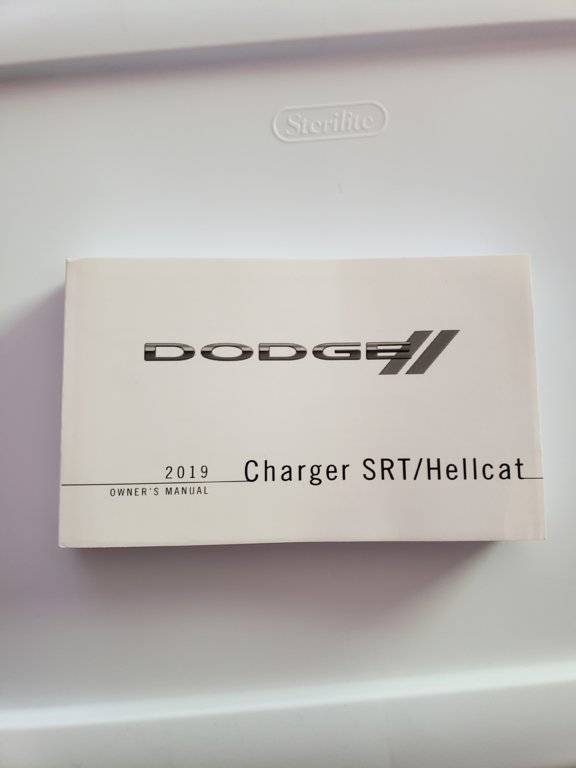 Sterilite
DODGE
2019 Charger SRT/Hellcat
OWNER'S MANUAL